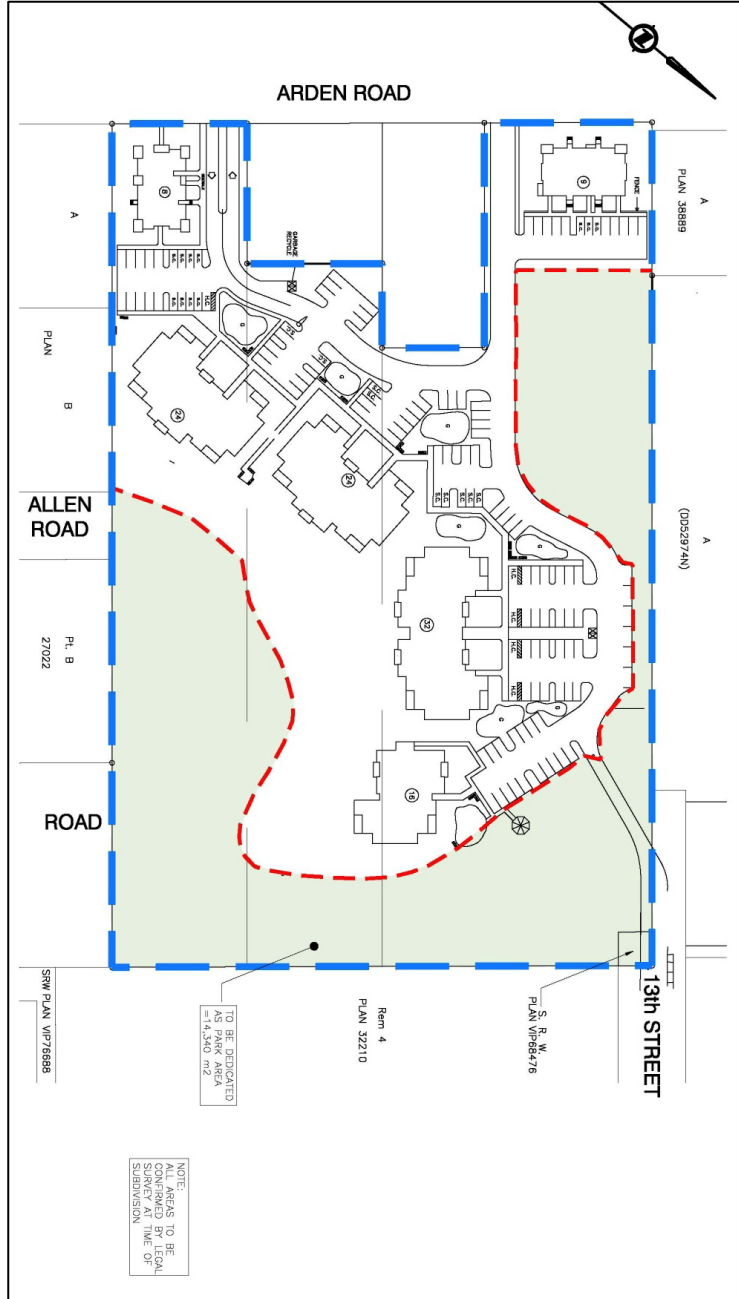 ARDEN ROAD
A
PLAN 38889
A
PLAN
B
ALLEN
ROAD
Pt. B
27022
ROAD
A
(DD52974N)
8
9
FENCE
S.C.
S.C.
S.C.
S.C.
S.C.
S.C.
S.C.
S.C.
S.C.
S.C.
H.C.
GARBAGE
RECYCLE
G
S.C.
S.C.
G
S.C.
S.C.
G
24
24
S.C.
S.C.
S.C.
S.C.
G
G
H.C.
H.C.
H.C.
H.C.
32
G
G
16
G
13th STREET
S. R. W.
PLAN VIP68476
Rem 4
PLAN 32210
TO BE DEDICATED
AS PARK AREA
=14,340 m2
SRW PLAN VIP76688
NOTE:
ALL AREAS TO BE
CONFIRMED BY LEGAL
SURVEY AT TIME OF
SUBDIVISION